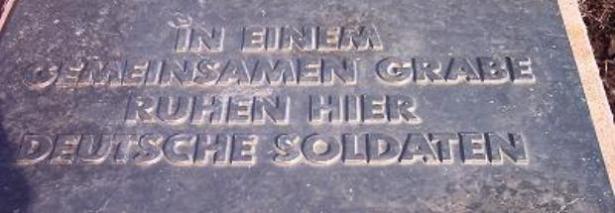 IN EINEM
GEMEINSAMEN GRABE
RUHEN HIER
DEUTSCHE SOLDATEN